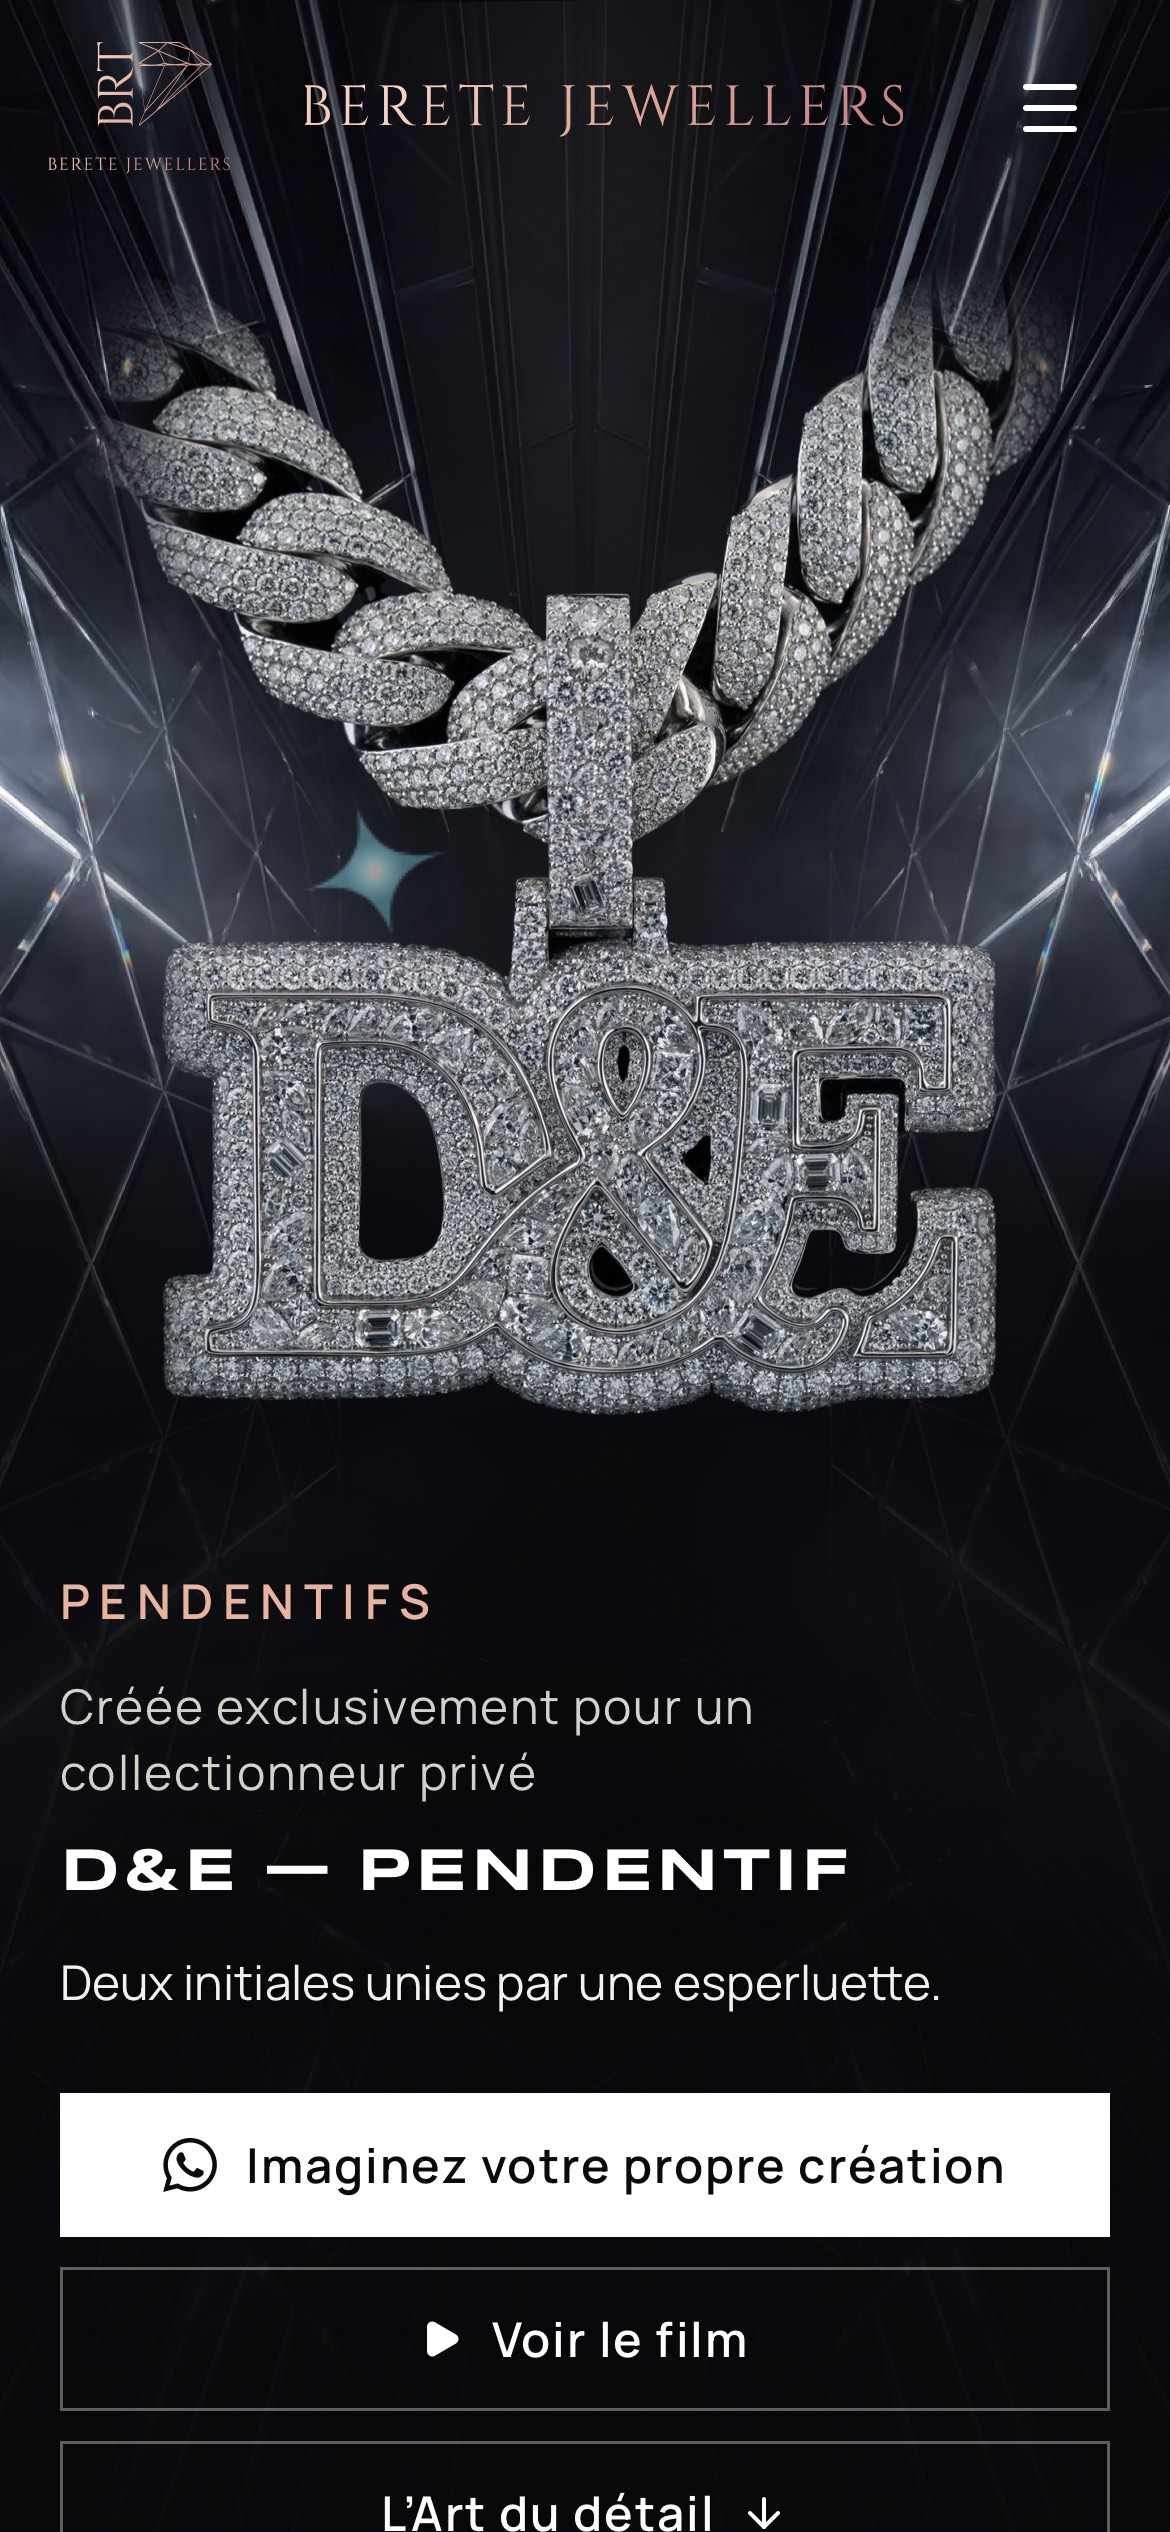 BRT
BERETE JEWELLERS
BERETE JEWELLERS
D&E
PENDENTIFS
Créée exclusivement pour un
collectionneur privé
D&E — PENDENTIF
Deux initiales unies par une esperluette.
Imaginez votre propre création
Voir le film
L’Art du détail ↓